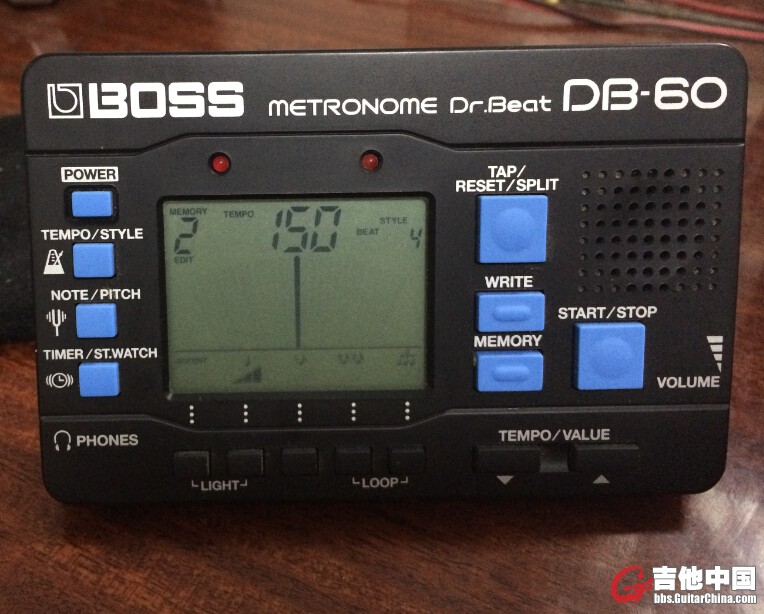 BOSS METRONOME Dr.Beat DB-60
POWER
TAP/
RESET/SPLIT
MEMORY TEMPO 150 STYLE
2 BEAT 4
EDIT
TEMPO/STYLE
NOTE/PITCH
WRITE
START/STOP
TIMER/ST.WATCH
MEMORY
VOLUME
PHONES
TEMPO/VALUE
LIGHT
LOOP
吉他中国
bbs.GuitarChina.com